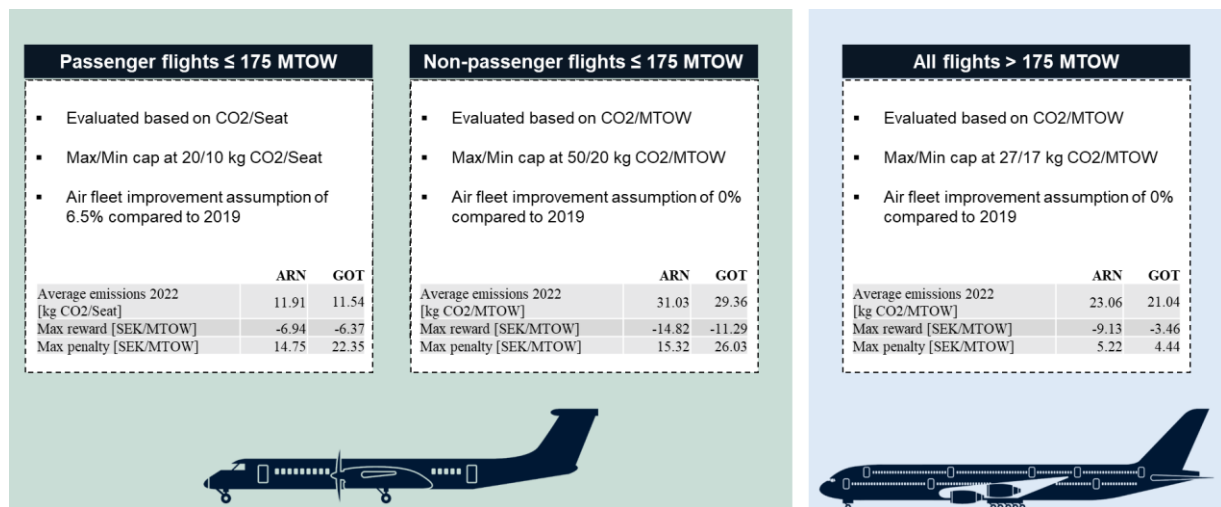 Passenger flights ≤ 175 MTOW
▪ Evaluated based on CO2/Seat
▪ Max/Min cap at 20/10 kg CO2/Seat
▪ Air fleet improvement assumption of
6.5% compared to 2019
ARN GOT
Average emissions 2022
[kg CO2/Seat] 11.91 11.54
Max reward [SEK/MTOW] -6.94 -6.37
Max penalty [SEK/MTOW] 14.75 22.35
Non-passenger flights ≤ 175 MTOW
▪ Evaluated based on CO2/MTOW
▪ Max/Min cap at 50/20 kg CO2/MTOW
▪ Air fleet improvement assumption of 0%
compared to 2019
ARN GOT
Average emissions 2022
[kg CO2/MTOW] 31.03 29.36
Max reward [SEK/MTOW] -14.82 -11.29
Max penalty [SEK/MTOW] 15.32 26.03
All flights > 175 MTOW
▪ Evaluated based on CO2/MTOW
▪ Max/Min cap at 27/17 kg CO2/MTOW
▪ Air fleet improvement assumption of 0%
compared to 2019
ARN GOT
Average emissions 2022
[kg CO2/MTOW] 23.06 21.04
Max reward [SEK/MTOW] -9.13 -3.46
Max penalty [SEK/MTOW] 5.22 4.44